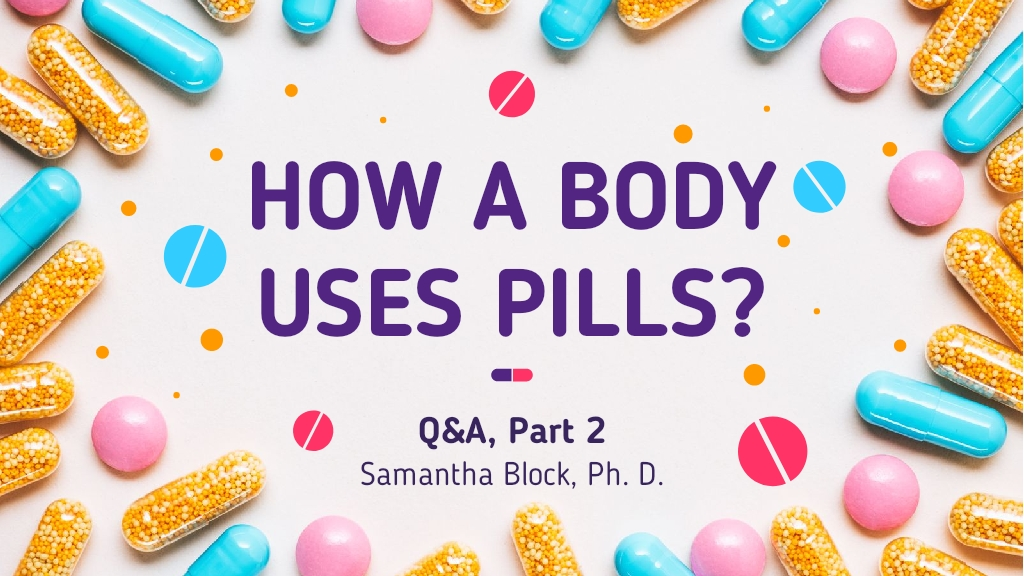 HOW A BODY
USES PILLS?
Q&A, Part 2
Samantha Block, Ph. D.